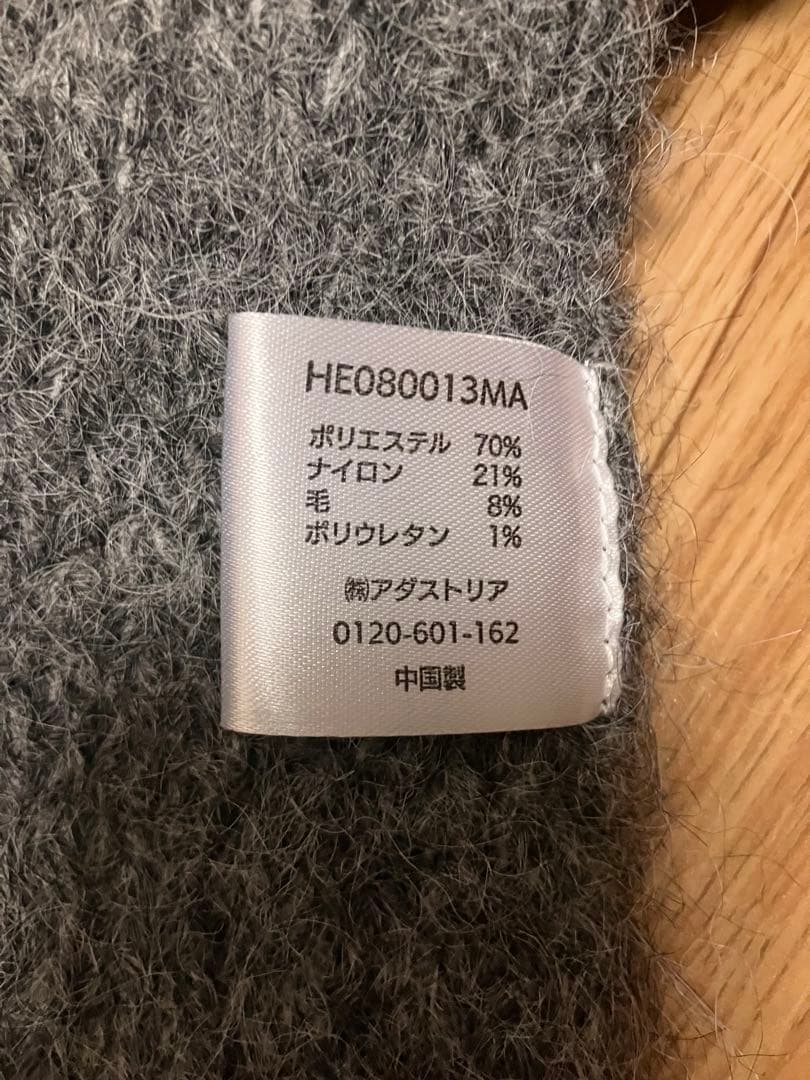 HE080013MA
ポリエステル 70%
ナイロン 21%
毛 8%
ポリウレタン 1%
㈱アダストリア
0120-601-162
中国製